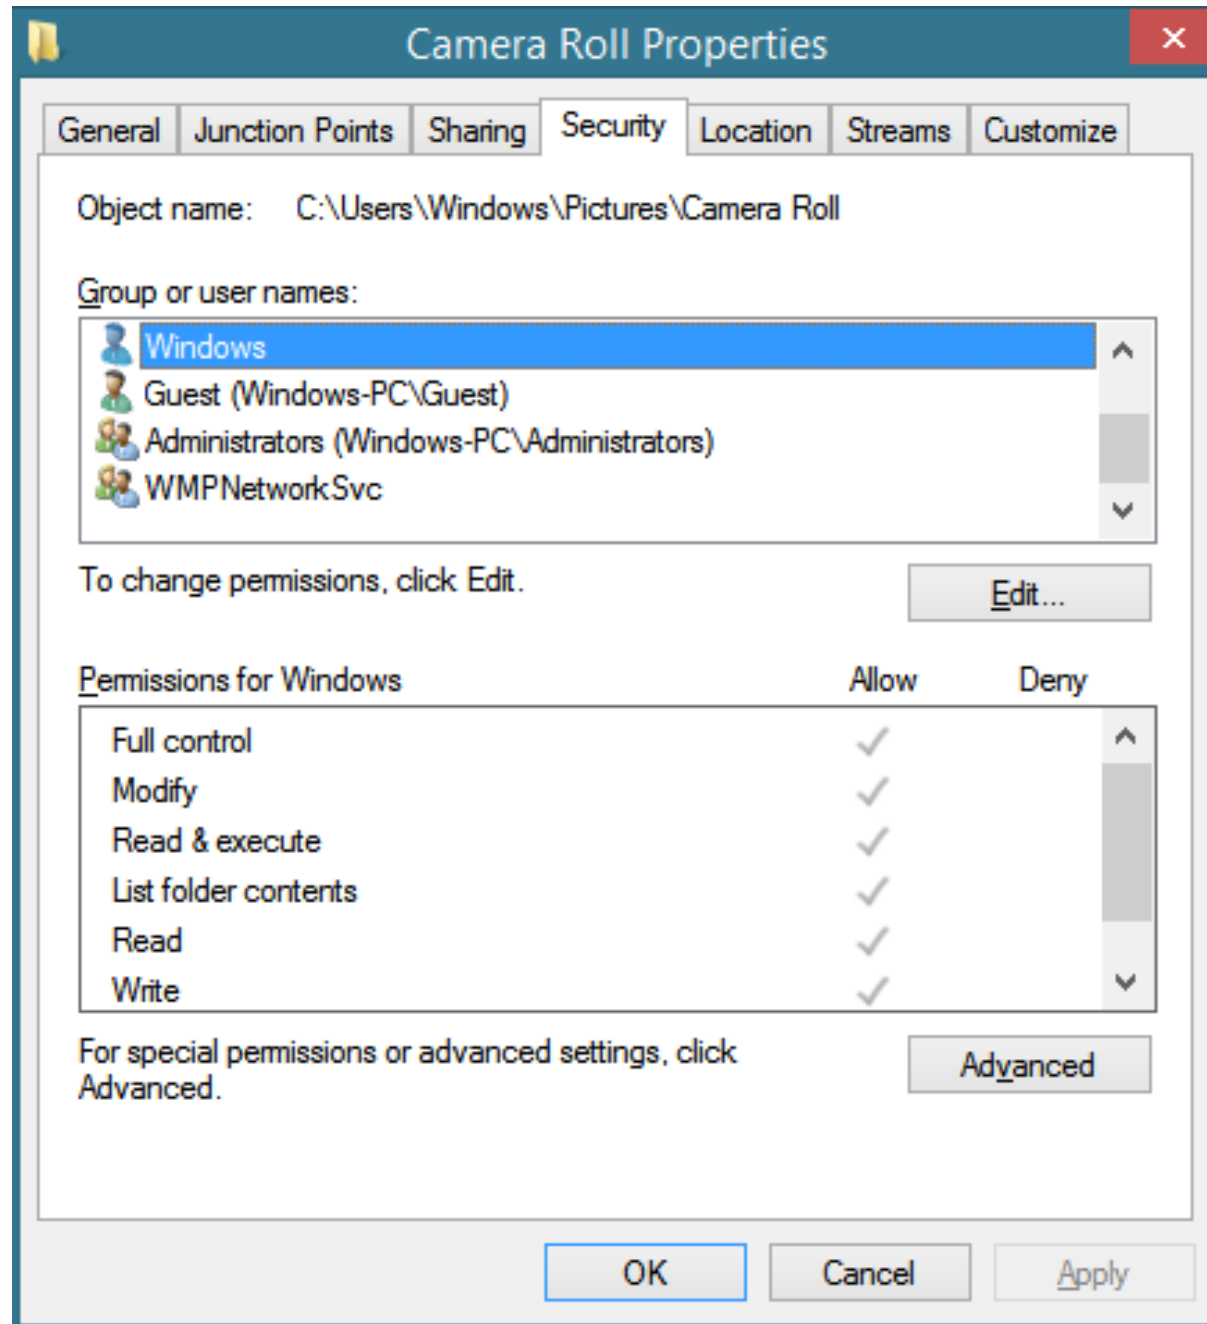 Camera Roll Properties
General Junction Points Sharing Security Location Streams Customize
Object name: C:\Users\Windows\Pictures\Camera Roll
Group or user names:
Windows
Guest (Windows-PC\Guest)
Administrators (Windows-PC\Administrators)
WMPNetworkSvc
To change permissions, click Edit.
Edit...
Permissions for Windows Allow Deny
Full control
Modify
Read & execute
List folder contents
Read
Write
For special permissions or advanced settings, click
Advanced.
Advanced
OK Cancel Apply